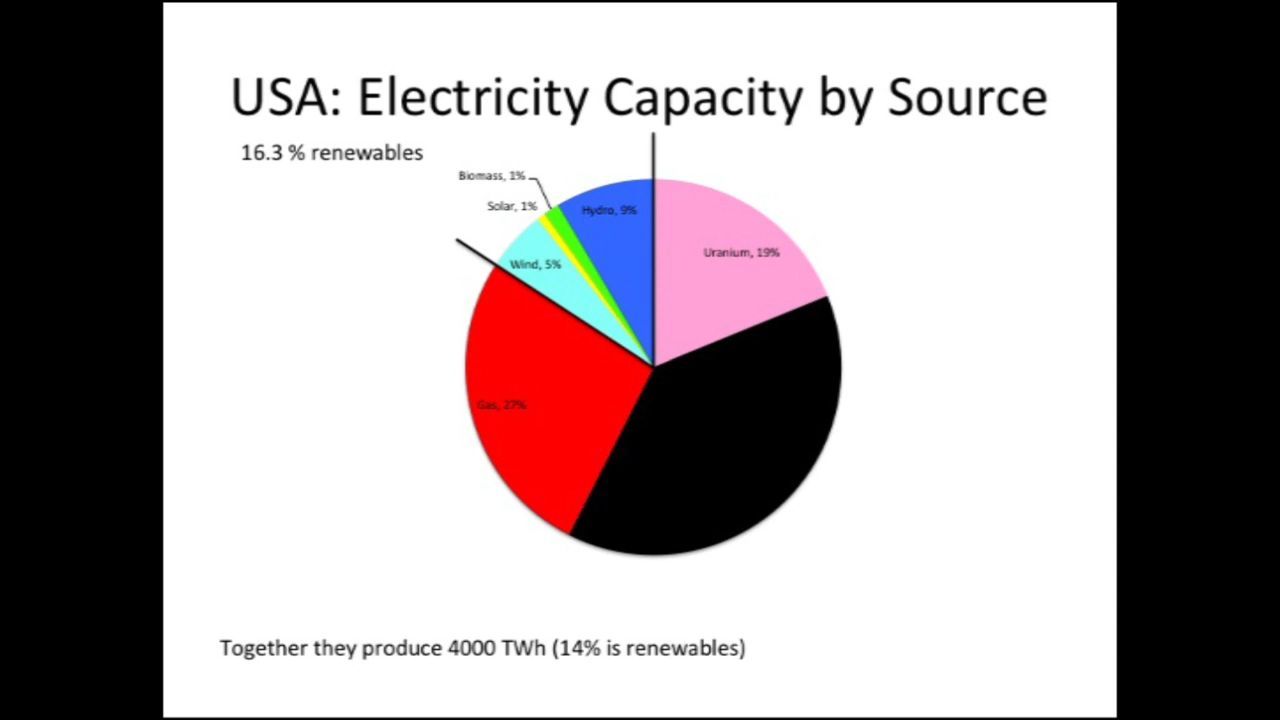 USA: Electricity Capacity by Source
16.3 % renewables
Biomass, 1%
Solar, 1%
Hydro, 9%
Uranium, 19%
Wind, 5%
Gas, 27%
Together they produce 4000 TWh (14% is renewables)